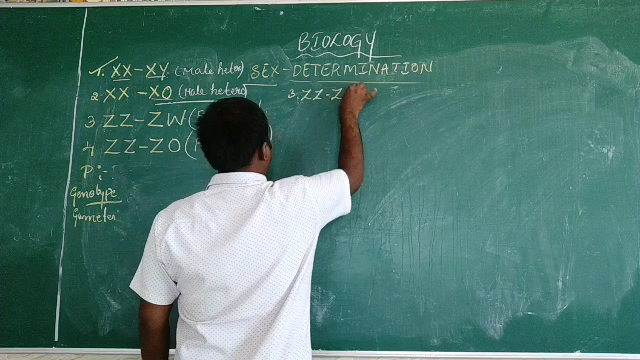 BIOLOGY
SEX-DETERMINATION
1. XX-XY (Male hetero)
2. XX-XO (Male hetero)
3. ZZ-ZW (
4. ZZ-ZO (
P:-
Genotype
Gametes
3. ZZ-Z